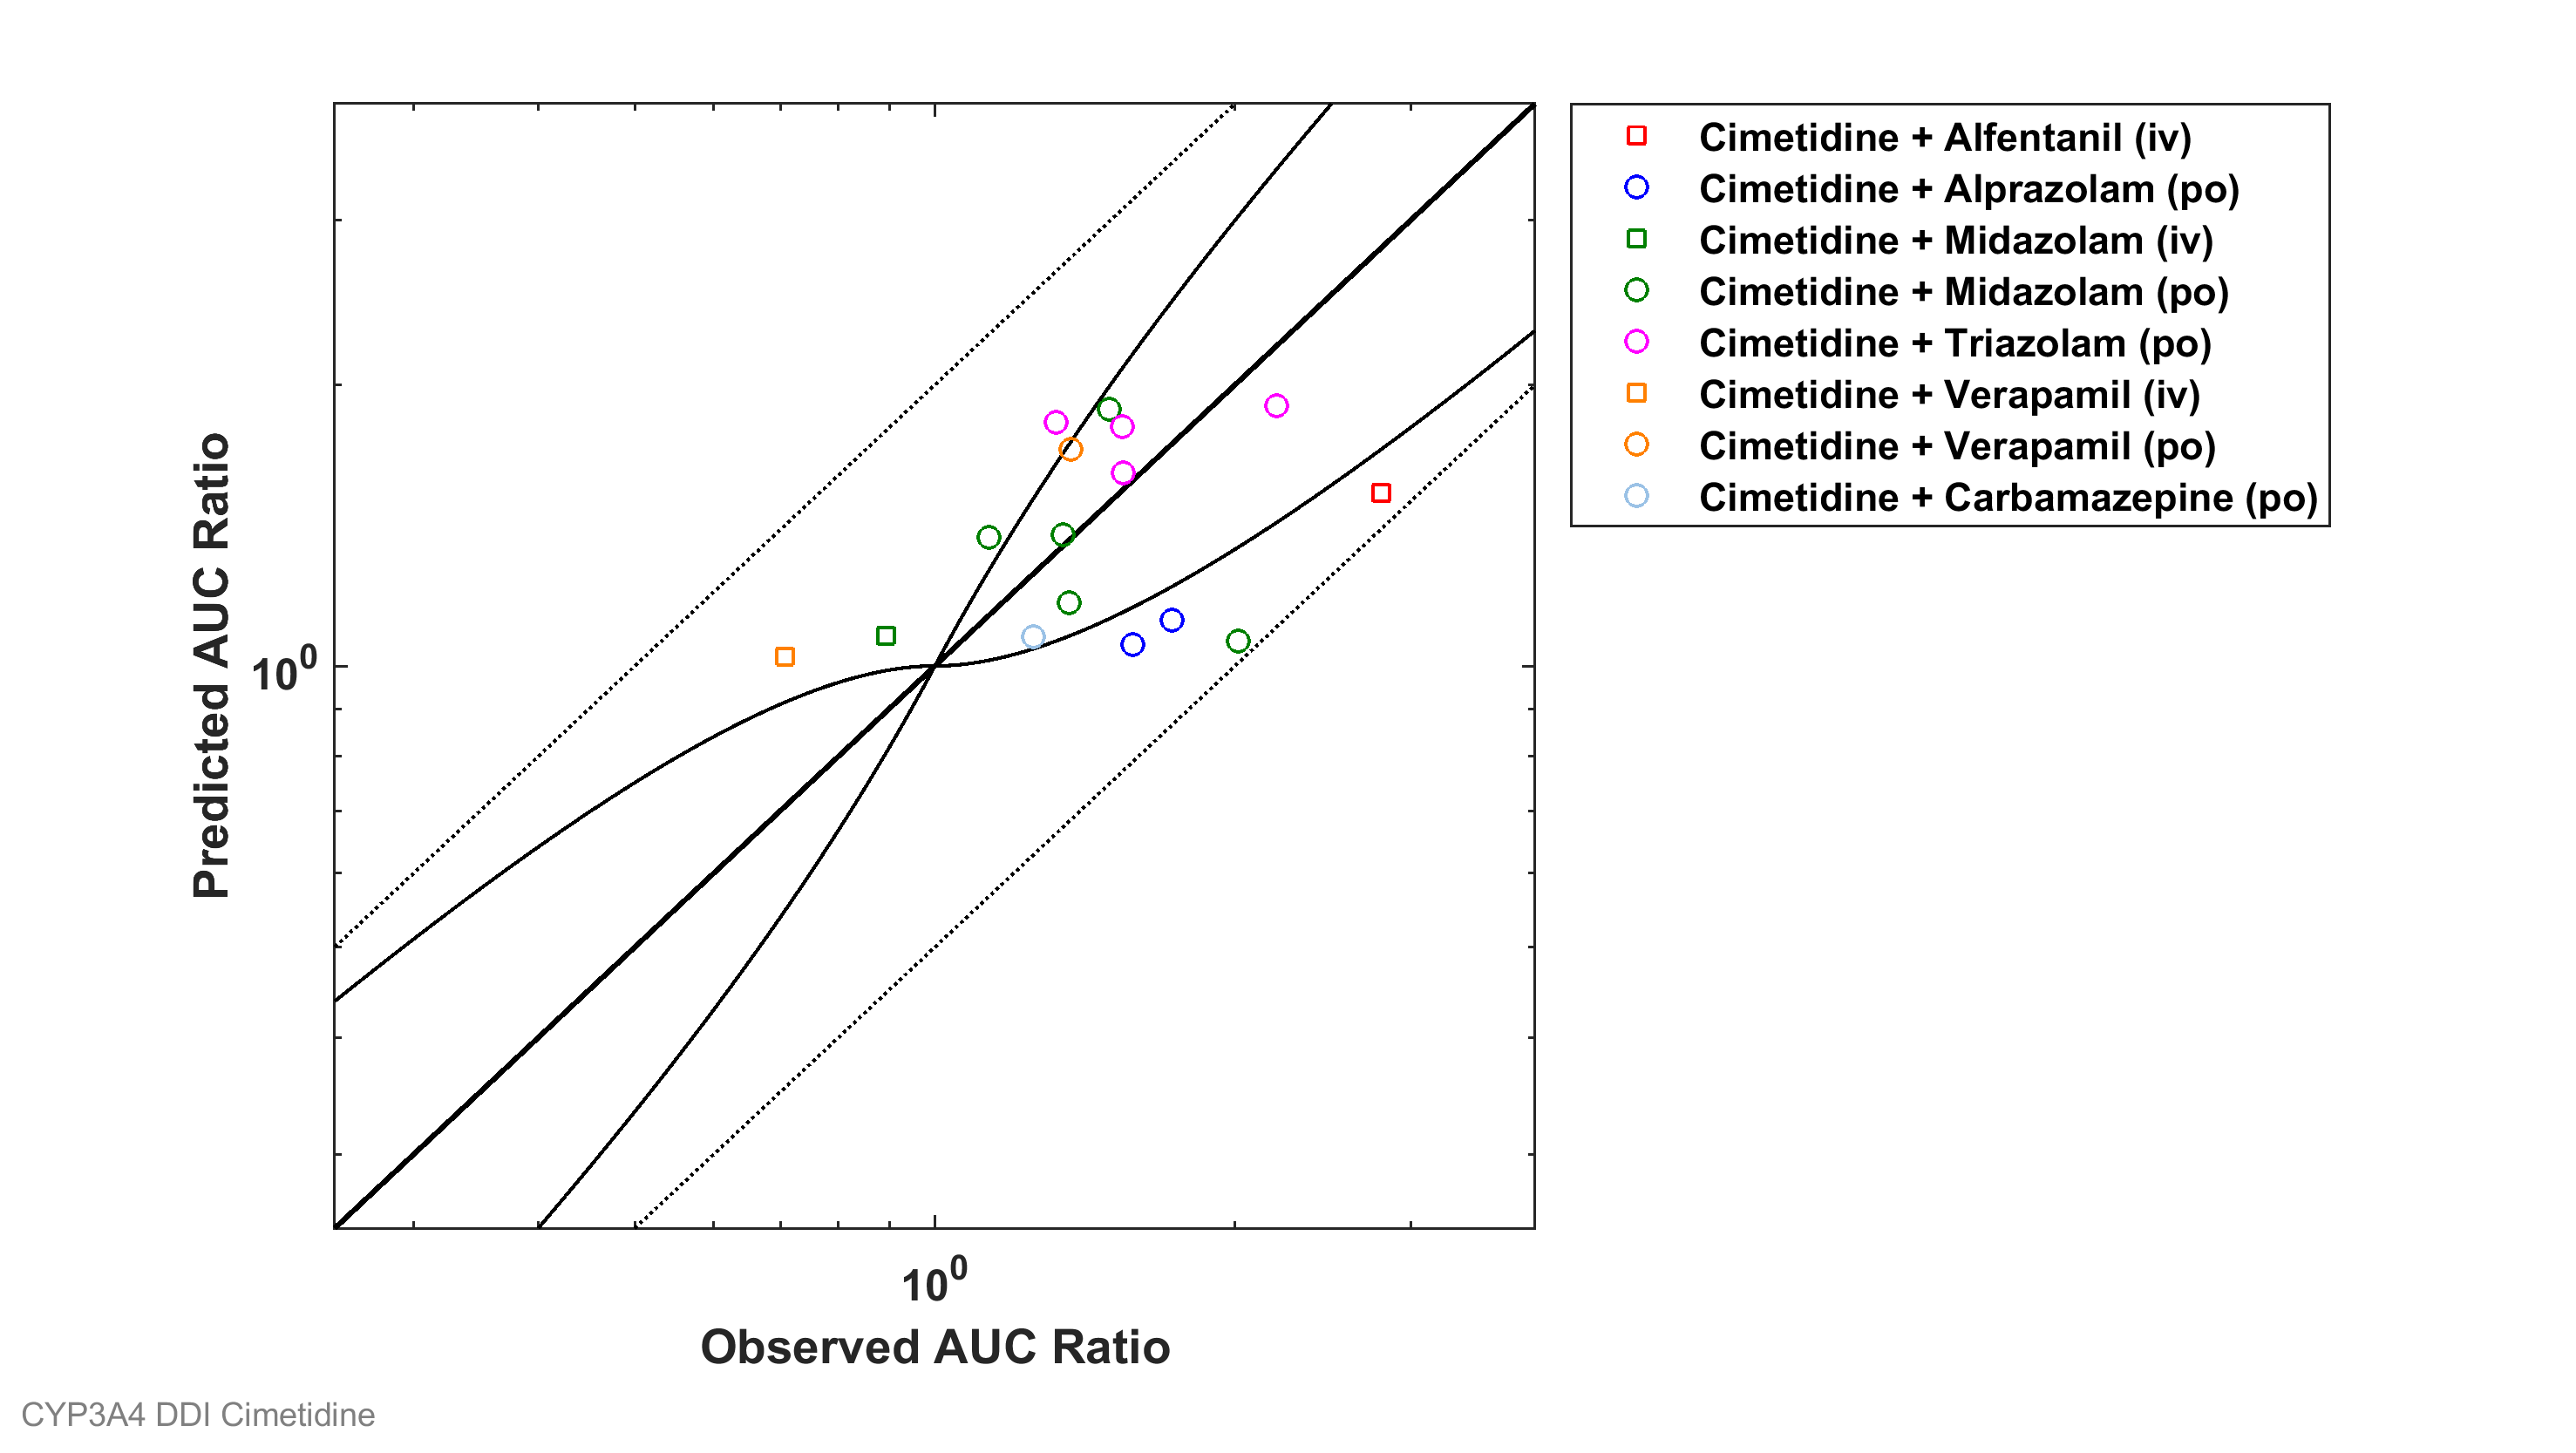 Cimetidine + Alfentanil (iv)
Cimetidine + Alprazolam (po)
Cimetidine + Midazolam (iv)
Cimetidine + Midazolam (po)
Cimetidine + Triazolam (po)
Cimetidine + Verapamil (iv)
Cimetidine + Verapamil (po)
Cimetidine + Carbamazepine (po)
Predicted AUC Ratio
10⁰
10⁰
Observed AUC Ratio
CYP3A4 DDI Cimetidine